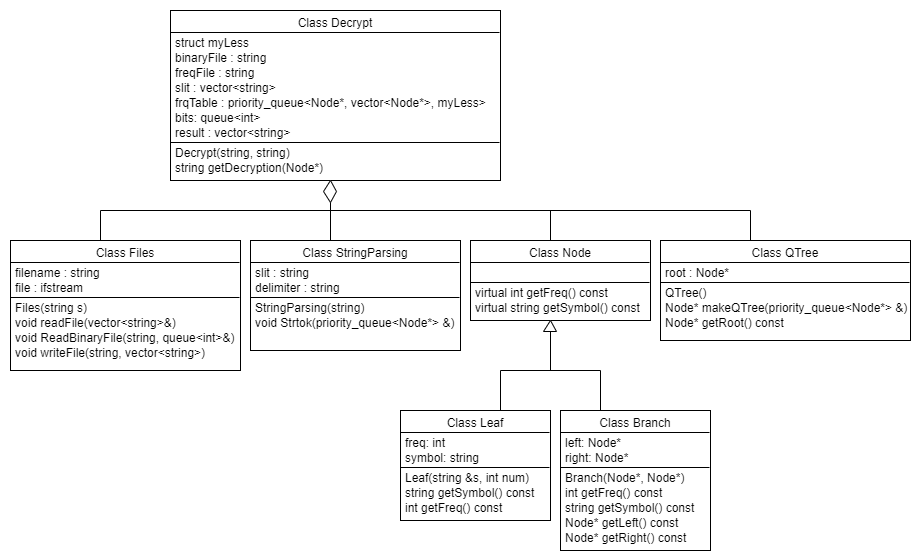 Class Decrypt
struct myLess
binaryFile : string
freqFile : string
slit : vector<string>
frqTable : priority_queue<Node*, vector<Node*>, myLess>
bits: queue<int>
result : vector<string>
Decrypt(string, string)
string getDecryption(Node*)
Class Files
filename : string
file : ifstream
Files(string s)
void readFile(vector<string>&)
void ReadBinaryFile(string, queue<int>&)
void writeFile(string, vector<string>)
Class StringParsing
slit : string
delimiter : string
StringParsing(string)
void Strtok(priority_queue<Node*> &)
Class Node
virtual int getFreq() const
virtual string getSymbol() const
Class QTree
root : Node*
QTree()
Node* makeQTree(priority_queue<Node*> &)
Node* getRoot() const
Class Leaf
freq: int
symbol: string
Leaf(string &s, int num)
string getSymbol() const
int getFreq() const
Class Branch
left: Node*
right: Node*
Branch(Node*, Node*)
int getFreq() const
string getSymbol() const
Node* getLeft() const
Node* getRight() const